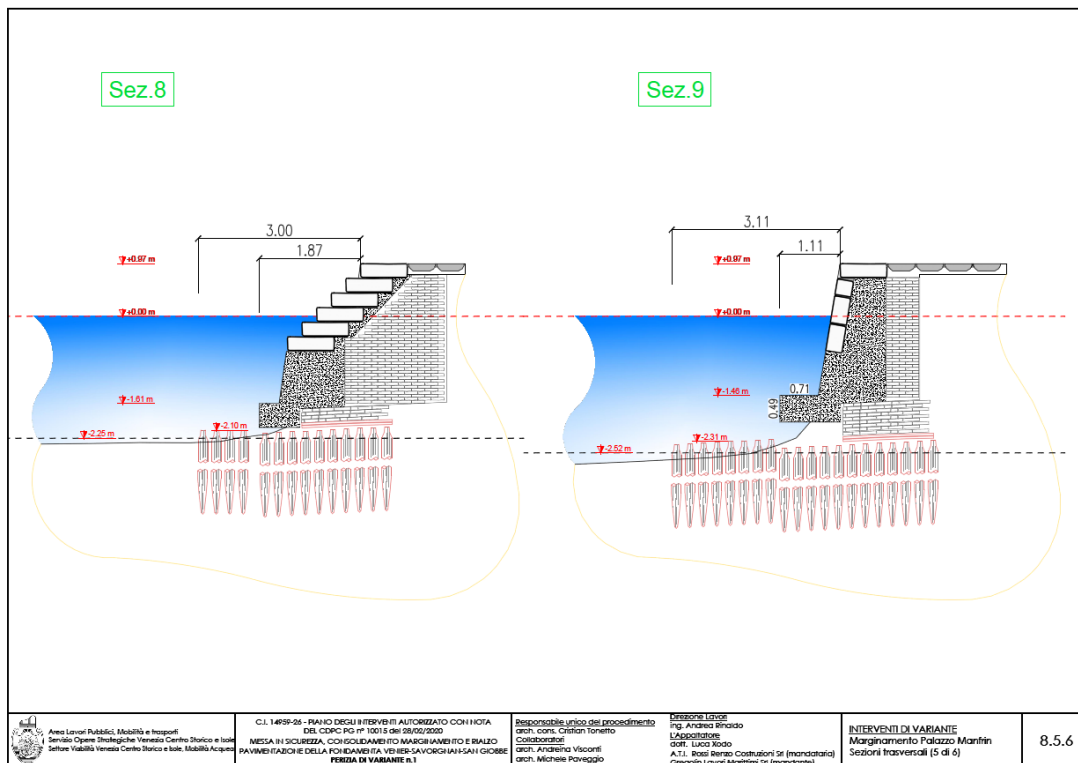 Sez.8
Sez.9
3.00
1.87
+0.97 m
+0.00 m
-1.61 m
-2.10 m
-2.25 m
3.11
1.11
+0.97 m
+0.00 m
-1.46 m
0.71
0.49
-2.31 m
-2.52 m
Area Lavori Pubblici, Mobilità e trasporti
Servizio Opere Strategiche Venezia Centro Storico e Isole
Settore Viabilità Venezia Centro Storico e Isole, Mobilità Acquea
C.I. 14959-26 - PIANO DEGLI INTERVENTI AUTORIZZATO CON NOTA
DEL CDPC PG n° 10015 del 28/02/2020
MESSA IN SICUREZZA, CONSOLIDAMENTO MARGINAMENTO E RIALZO
PAVIMENTAZIONE DELLA FONDAMENTA VENIER-SAVORGNAN-SAN GIOBBE
PERIZIA DI VARIANTE n.1
Responsabile unico del procedimento
arch. cons. Cristian Tonetto
Collaboratori
arch. Andreina Visconti
arch. Michele Paveggio
Direzione Lavori
ing. Andrea Rinaldo
L'Appaltatore
dott. Luca Xodo
A.T.I. Rossi Renzo Costruzioni Srl (mandataria)
Gregolin Lavori Marittimi Srl (mandante)
INTERVENTI DI VARIANTE
Marginamento Palazzo Manfrin
Sezioni trasversali (5 di 6)
8.5.6